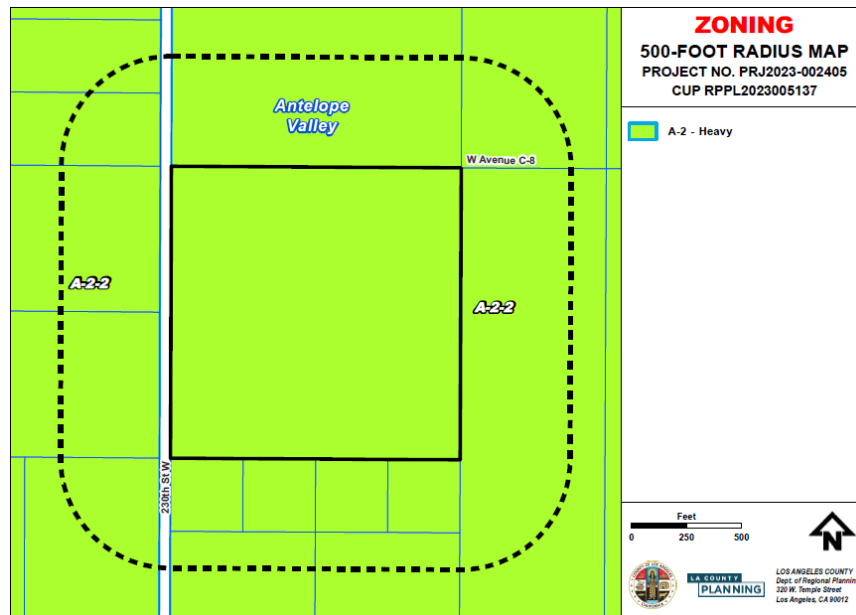 ZONING
500-FOOT RADIUS MAP
PROJECT NO. PRJ2023-002405
CUP RPPL2023005137
A-2 - Heavy
Antelope
Valley
W Avenue C-8
A-2-2
A-2-2
230th St W
Feet
0 250 500
N
LA COUNTY
PLANNING
LOS ANGELES COUNTY
Dept. of Regional Plannin
320 W. Temple Street
Los Angeles, CA 90012